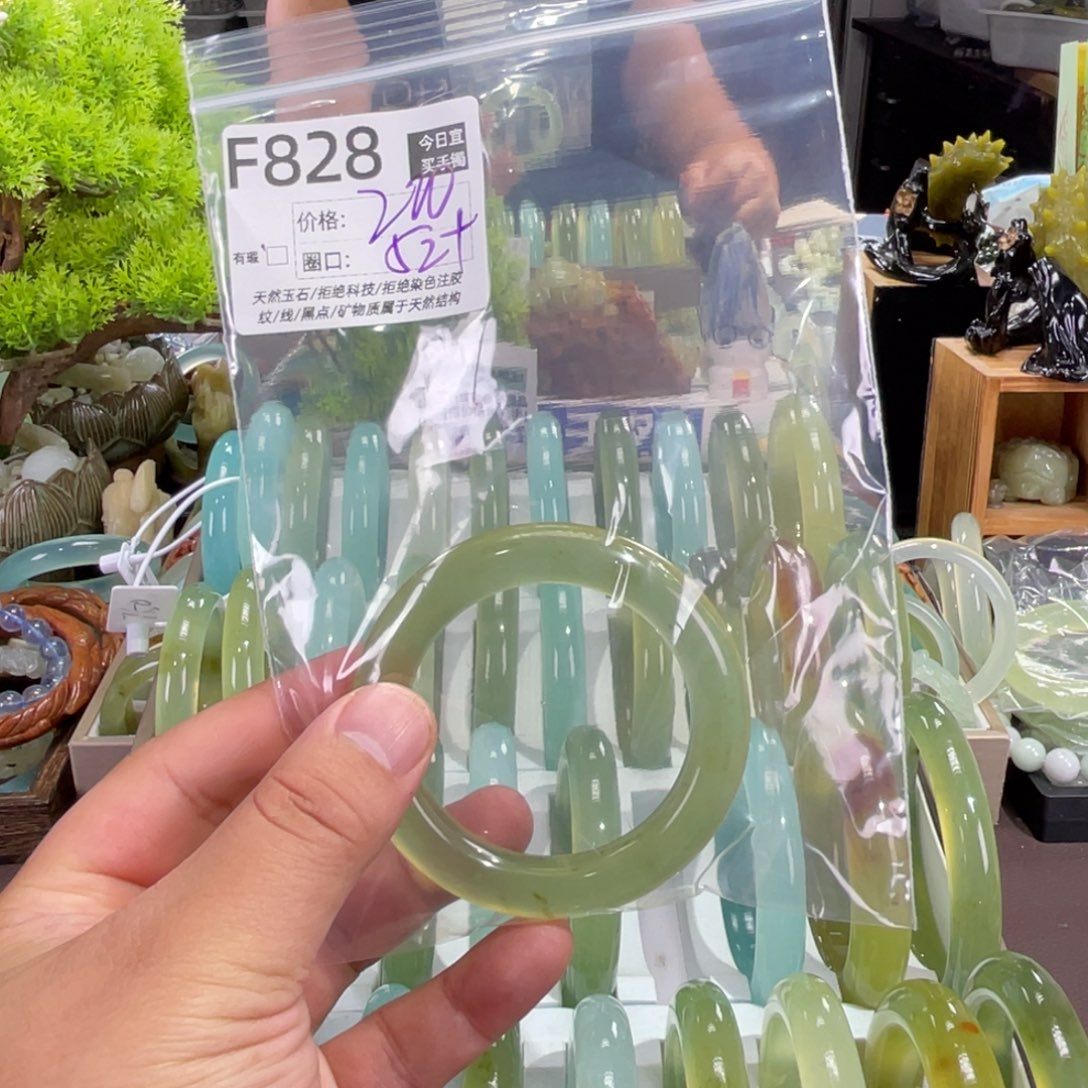 F828
今日宜
买手镯
价格: 200
有瑕 圈口: 52+
天然玉石/拒绝科技/拒绝染色注胶
纹/线/黑点/矿物质属于天然结构